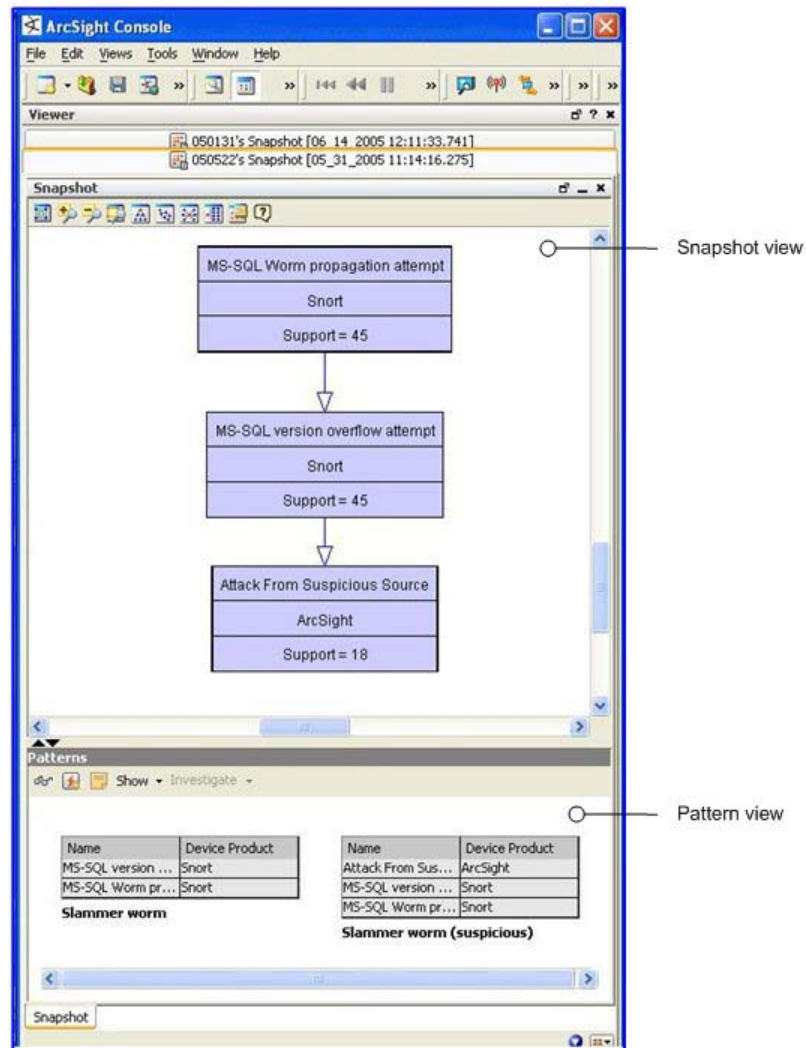 ArcSight Console
File Edit Views Tools Window Help
Viewer
050131's Snapshot [06_14_2005 12:11:33.741]
050522's Snapshot [05_31_2005 11:14:16.275]
Snapshot
MS-SQL Worm propagation attempt
Snort
Support = 45
Snapshot view
MS-SQL version overflow attempt
Snort
Support = 45
Attack From Suspicious Source
ArcSight
Support = 18
Patterns
Show Investigate
Pattern view
Name Device Product
MS-SQL version ... Snort
MS-SQL Worm pr... Snort
Slammer worm
Name Device Product
Attack From Sus... ArcSight
MS-SQL version ... Snort
MS-SQL Worm pr... Snort
Slammer worm (suspicious)
Snapshot